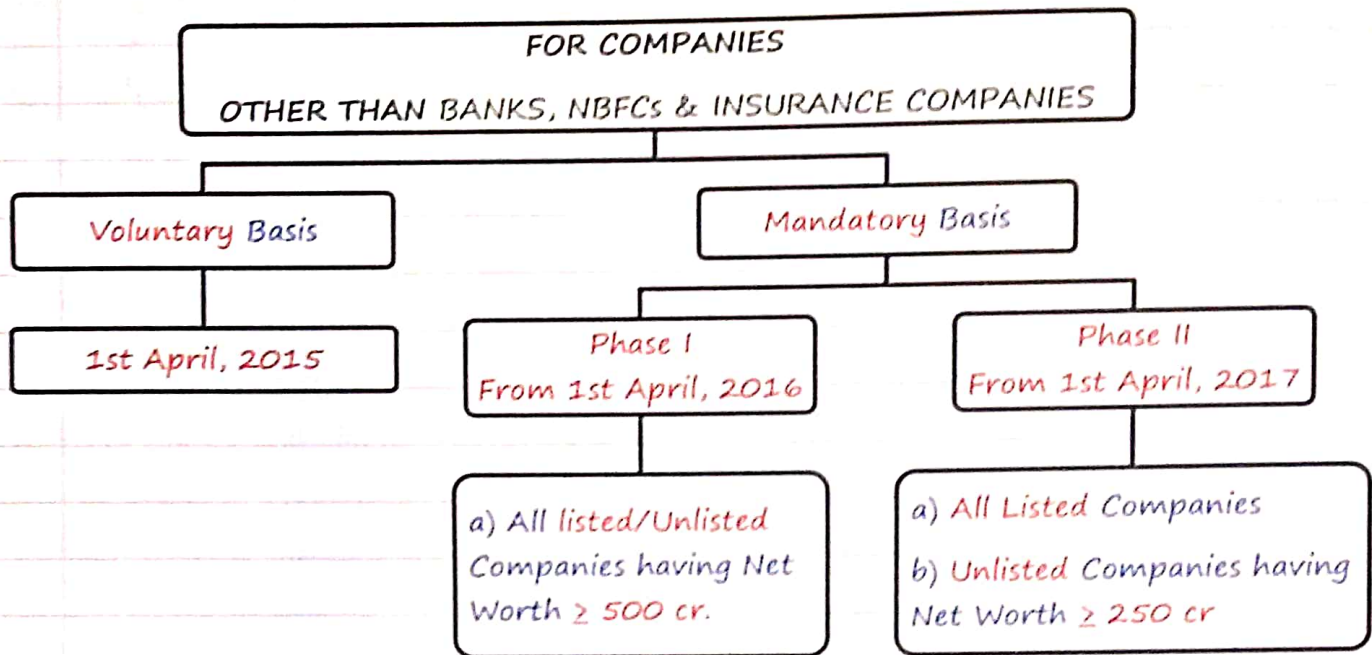 FOR COMPANIES
OTHER THAN BANKS, NBFCs & INSURANCE COMPANIES
Voluntary Basis
Mandatory Basis
1st April, 2015
Phase I
From 1st April, 2016
Phase II
From 1st April, 2017
a) All listed/Unlisted
Companies having Net
Worth ≥ 500 cr.
a) All Listed Companies
b) Unlisted Companies having
Net Worth ≥ 250 cr